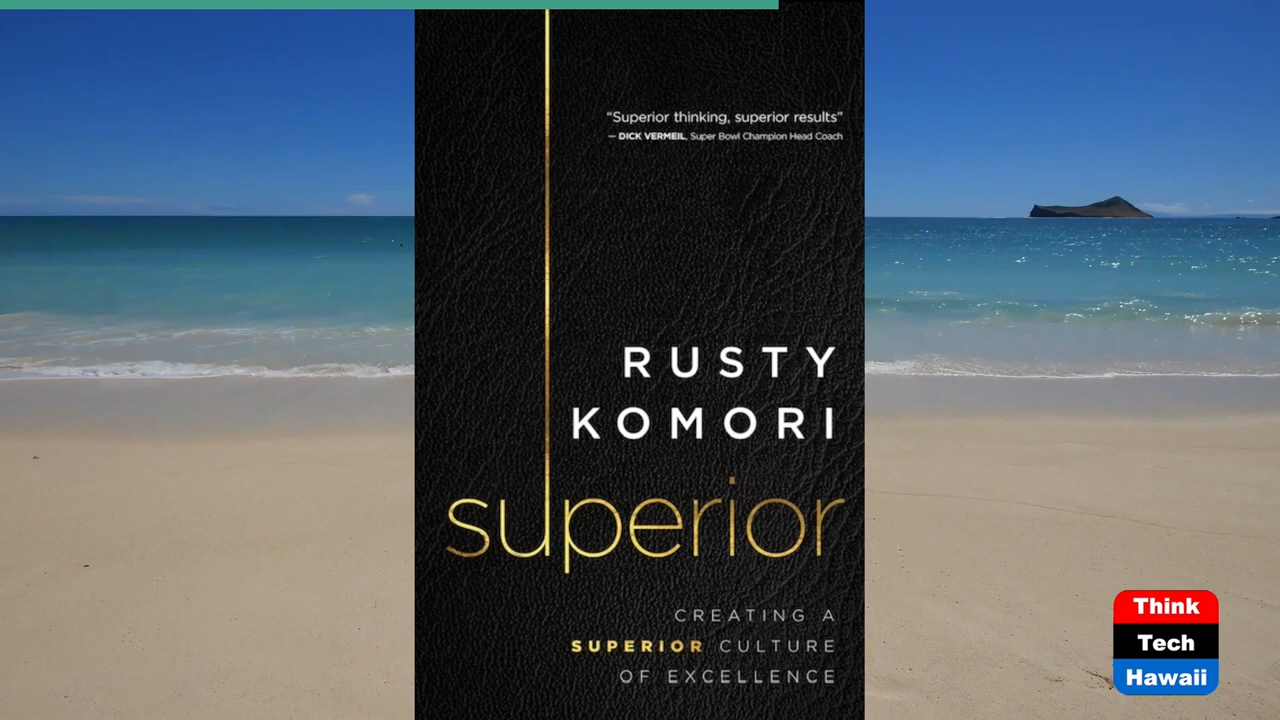 “Superior thinking, superior results”
— DICK VERMEIL, Super Bowl Champion Head Coach
RUSTY
KOMORI
superior
CREATING A
SUPERIOR CULTURE
OF EXCELLENCE
Think
Tech
Hawaii